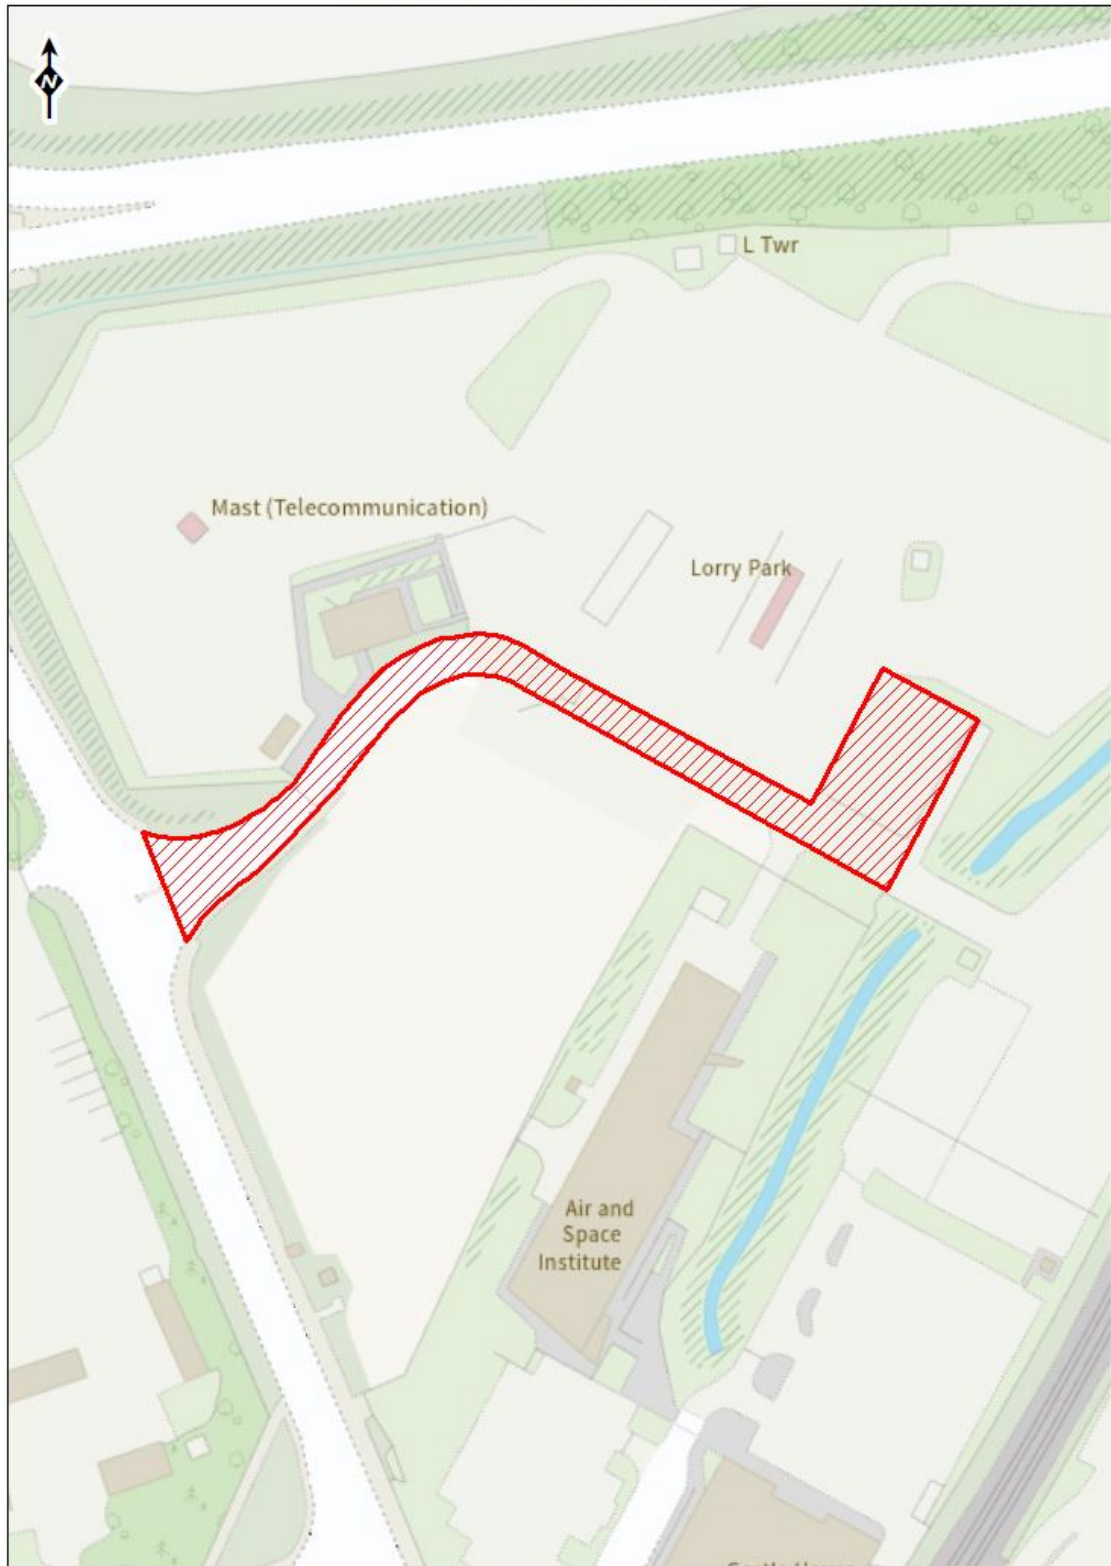 N
L Twr
Mast (Telecommunication)
Lorry Park
Air and
Space
Institute